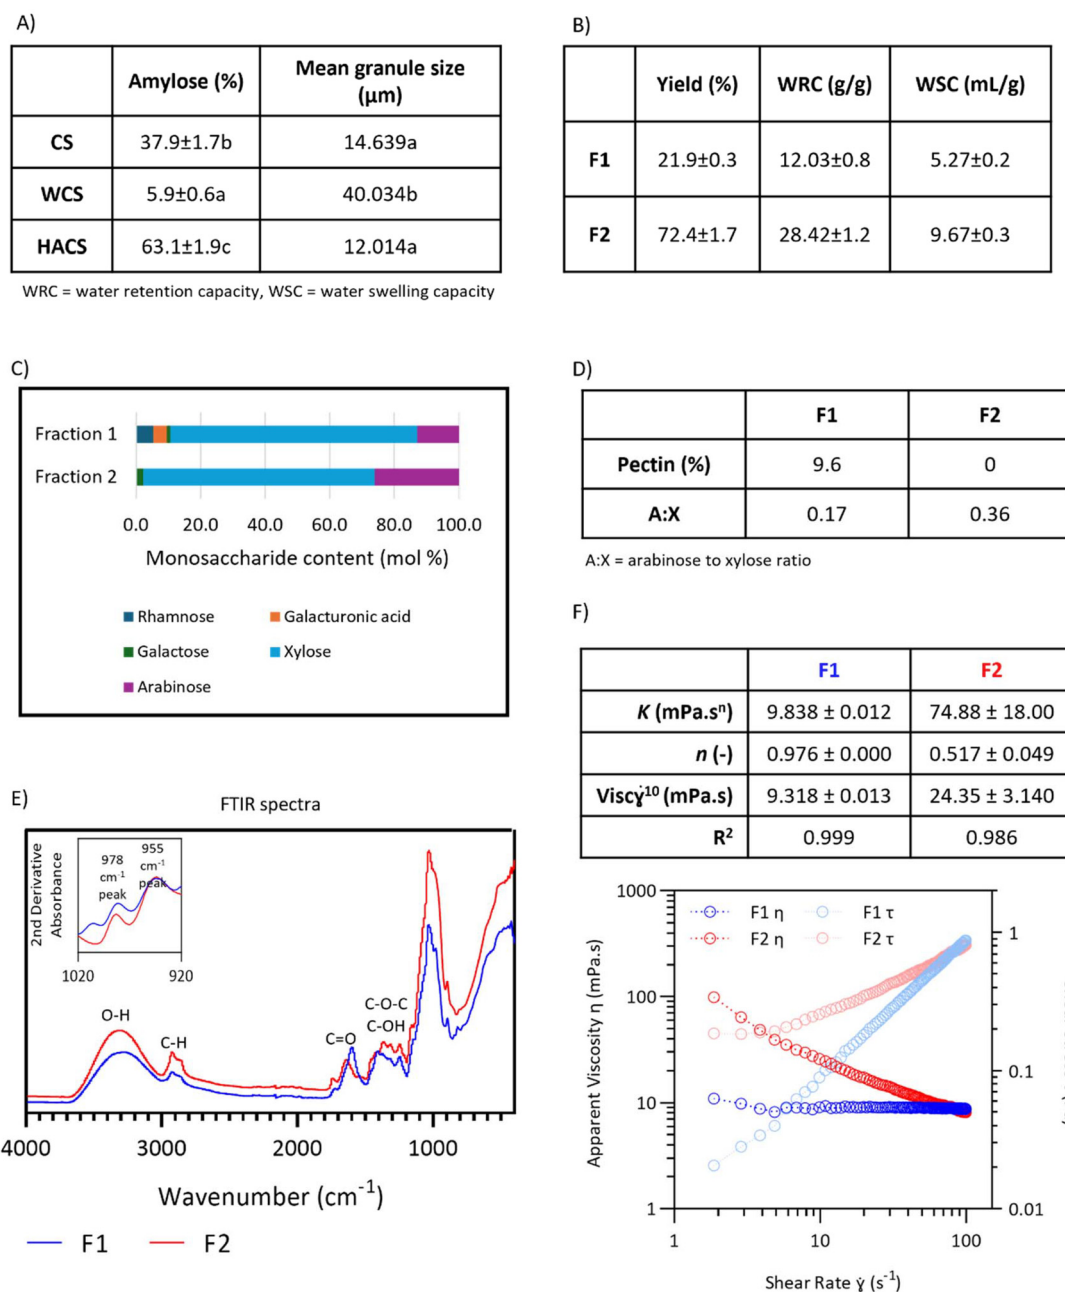 A)
Amylose (%) Mean granule size (µm)
CS 37.9±1.7b 14.639a
WCS 5.9±0.6a 40.034b
HACS 63.1±1.9c 12.014a
WRC = water retention capacity, WSC = water swelling capacity
B)
Yield (%) WRC (g/g) WSC (mL/g)
F1 21.9±0.3 12.03±0.8 5.27±0.2
F2 72.4±1.7 28.42±1.2 9.67±0.3
C)
Fraction 1
Fraction 2
0.0 20.0 40.0 60.0 80.0 100.0
Monosaccharide content (mol %)
Rhamnose Galacturonic acid
Galactose Xylose
Arabinose
D)
F1 F2
Pectin (%) 9.6 0
A:X 0.17 0.36
A:X = arabinose to xylose ratio
E)
FTIR spectra
2nd Derivative
Absorbance
978
cm⁻¹
peak
955
cm⁻¹
peak
1020 920
O-H
C-H
C=O
C-O-C
C-OH
4000 3000 2000 1000
Wavenumber (cm⁻¹)
F1 F2
F)
F1 F2
K (mPa.sⁿ) 9.838 ± 0.012 74.88 ± 18.00
n (-) 0.976 ± 0.000 0.517 ± 0.049
Viscγ̇¹⁰ (mPa.s) 9.318 ± 0.013 24.35 ± 3.140
R² 0.999 0.986
F1 η F1 τ
F2 η F2 τ
Apparent Viscosity η (mPa.s)
1000
100
10
1
1
0.1
0.01
1 10 100
Shear Rate γ̇ (s⁻¹)